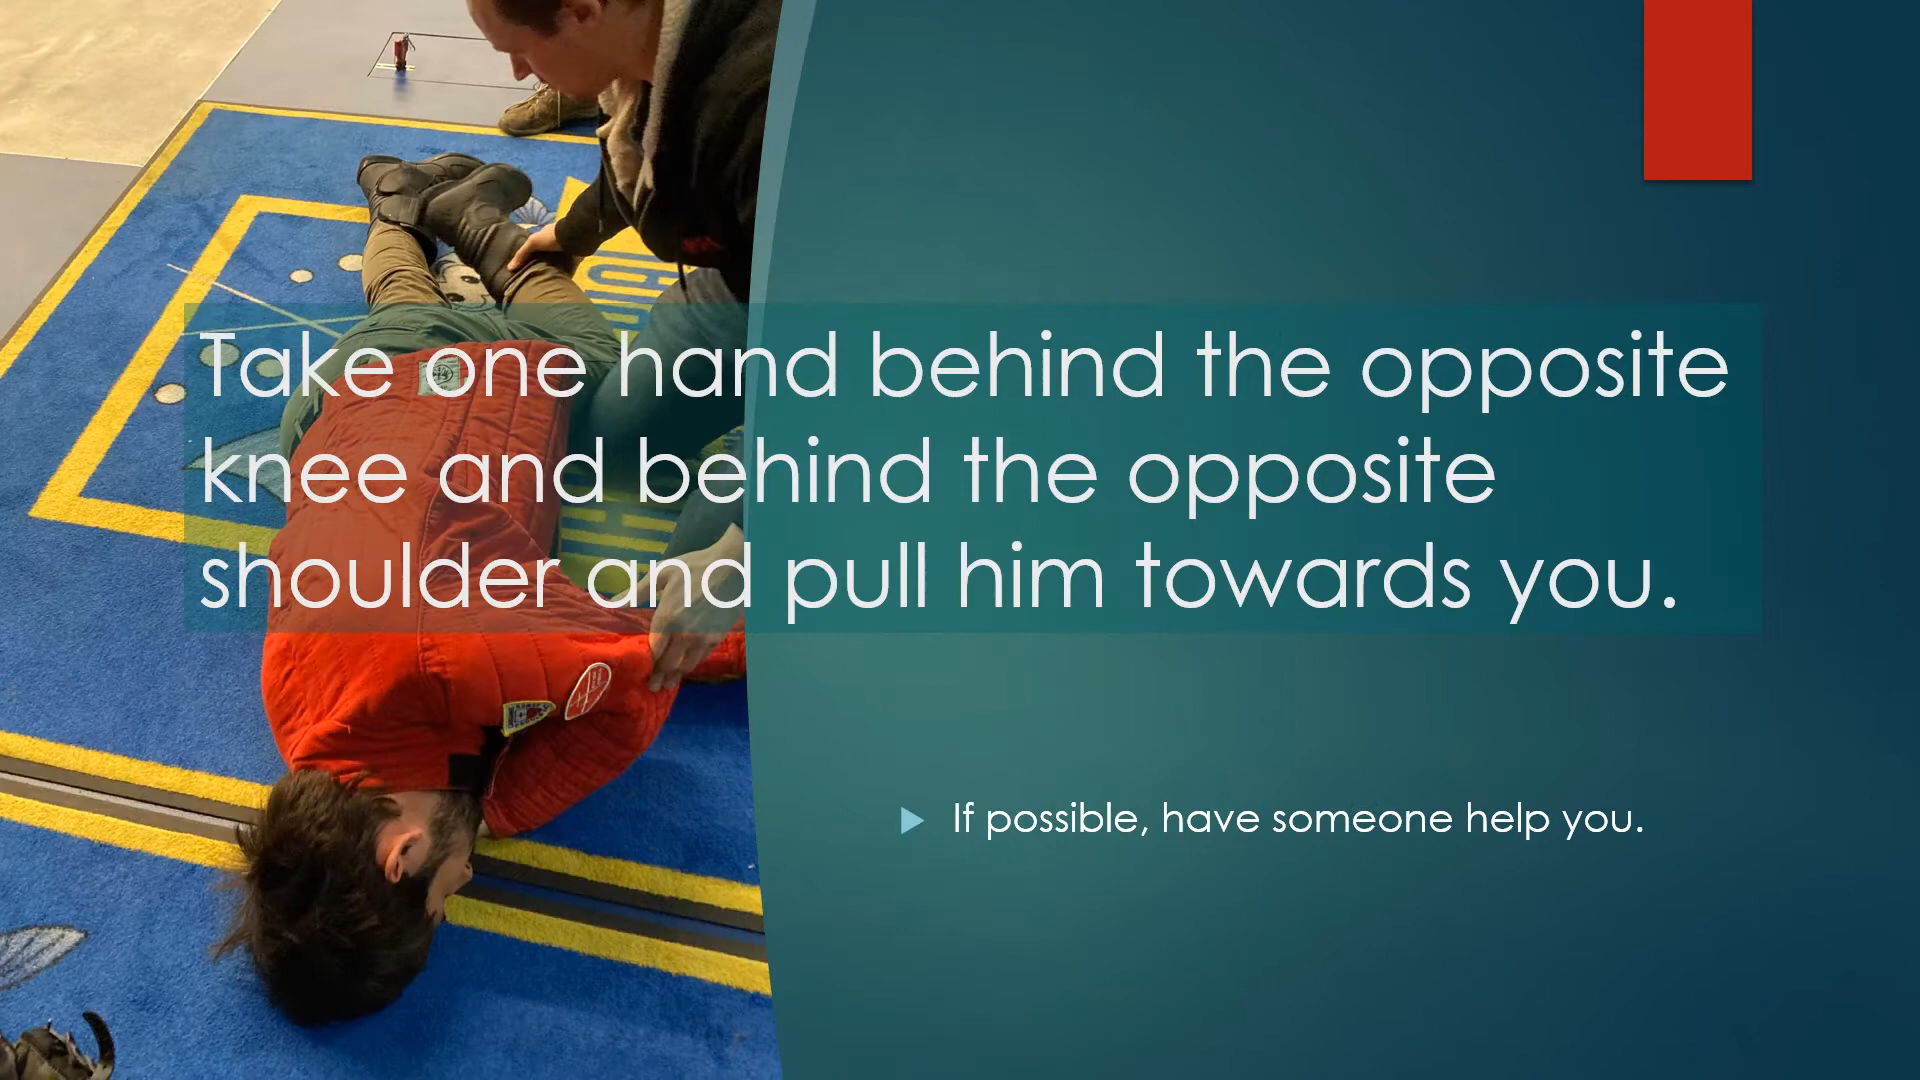 Take one hand behind the opposite
knee and behind the opposite
shoulder and pull him towards you.
If possible, have someone help you.